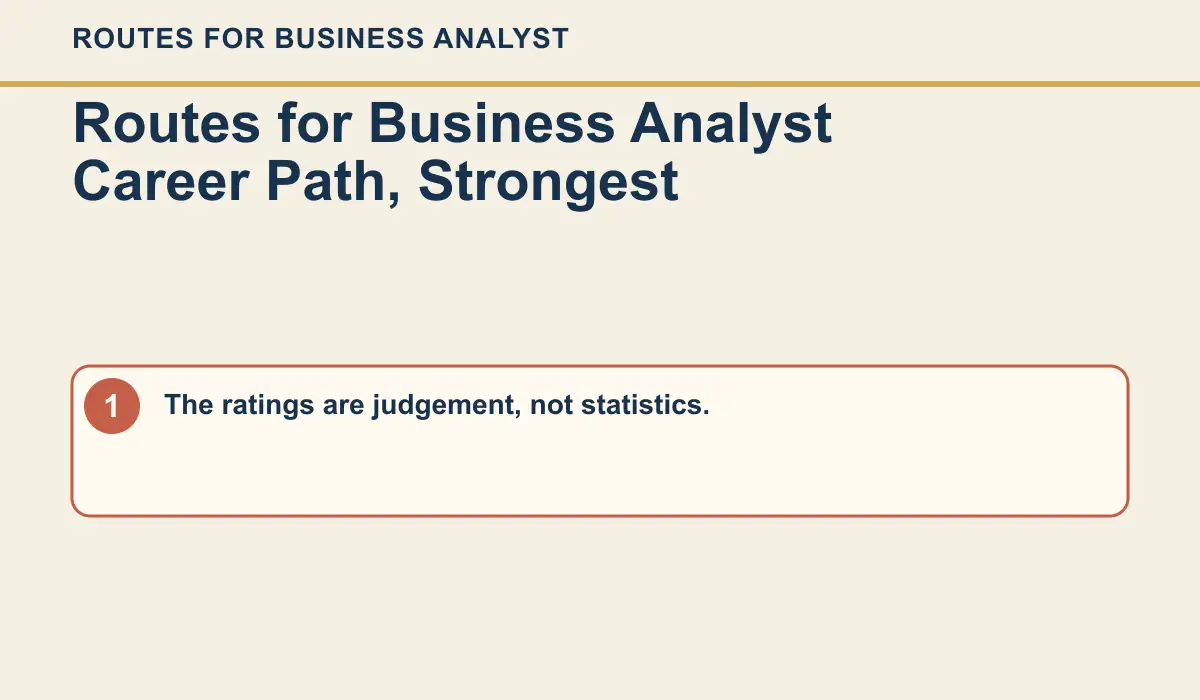 ROUTES FOR BUSINESS ANALYST
Routes for Business Analyst
Career Path, Strongest
1 The ratings are judgement, not statistics.